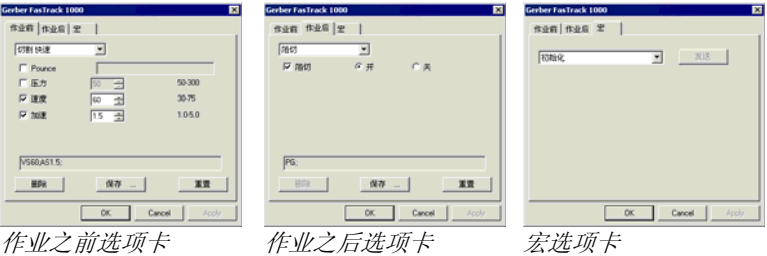 Gerber FasTrack 1000
作业前 作业后 宏
切割 快速
Pounce
压力 50 50-300
速度 60 30-75
加速 1.5 1.0-5.0
VS60;AS1.5;
删除 保存 ... 重置
OK Cancel Apply
作业之前选项卡
Gerber FasTrack 1000
作业前 作业后 宏
陷切
陷切 开 关
PG;
删除 保存 ... 重置
OK Cancel Apply
作业之后选项卡
Gerber FasTrack 1000
作业前 作业后 宏
初始化 发送
OK Cancel Apply
宏选项卡